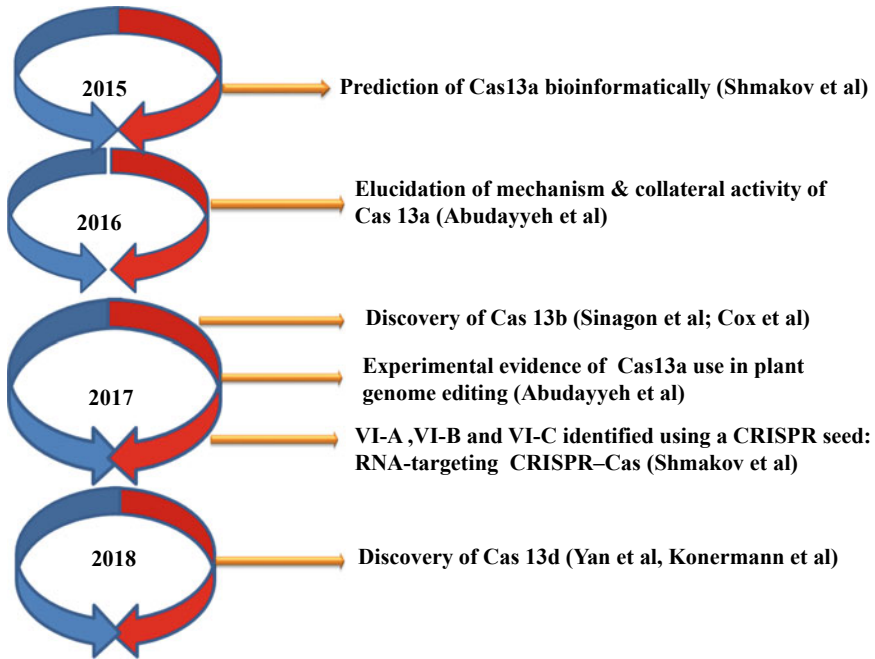 2015
Prediction of Cas13a bioinformatically (Shmakov et al)
2016
Elucidation of mechanism & collateral activity of
Cas 13a (Abudayyeh et al)
2017
Discovery of Cas 13b (Sinagon et al; Cox et al)
Experimental evidence of Cas13a use in plant
genome editing (Abudayyeh et al)
VI-A ,VI-B and VI-C identified using a CRISPR seed:
RNA-targeting CRISPR–Cas (Shmakov et al)
2018
Discovery of Cas 13d (Yan et al, Konermann et al)